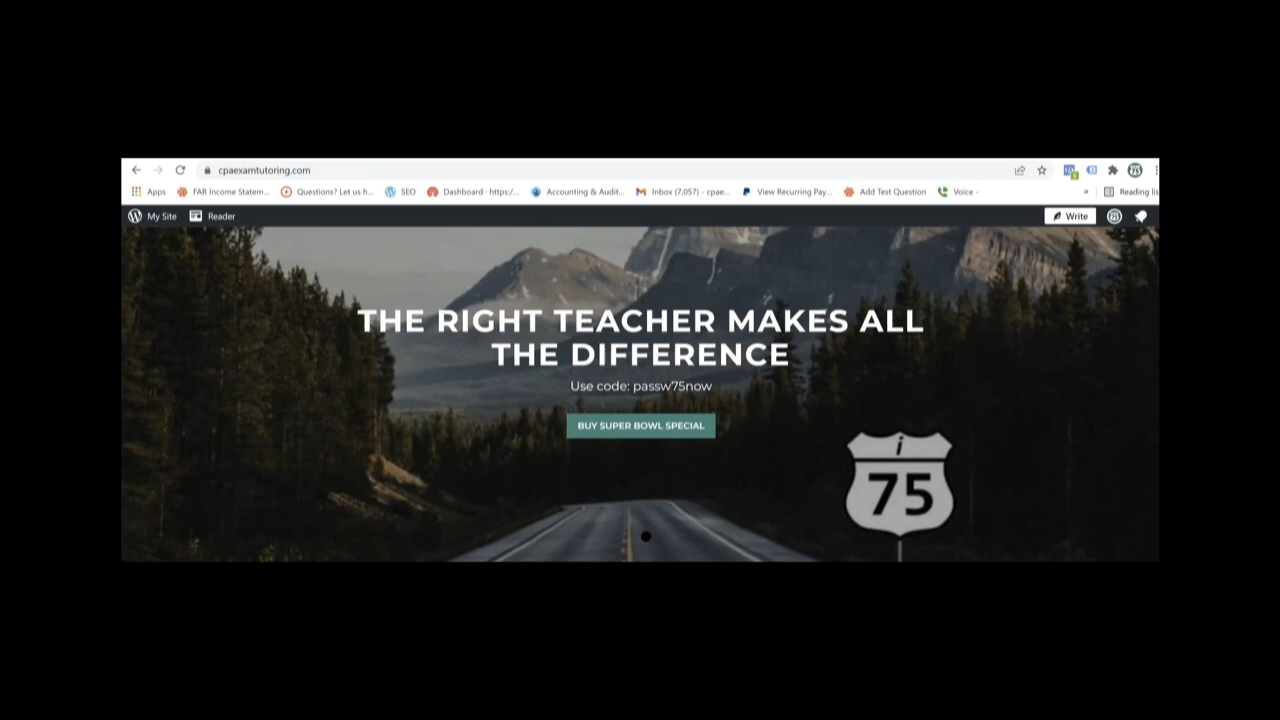 cpaexamtutoring.com
Apps FAR Income Statem... Questions? Let us h... SEO Dashboard · https:/... Accounting & Audit... Inbox (7,057) - cpae... View Recurring Pay... Add Test Question Voice - » Reading lis
My Site Reader Write
THE RIGHT TEACHER MAKES ALL
THE DIFFERENCE
Use code: passw75now
BUY SUPER BOWL SPECIAL
i
75